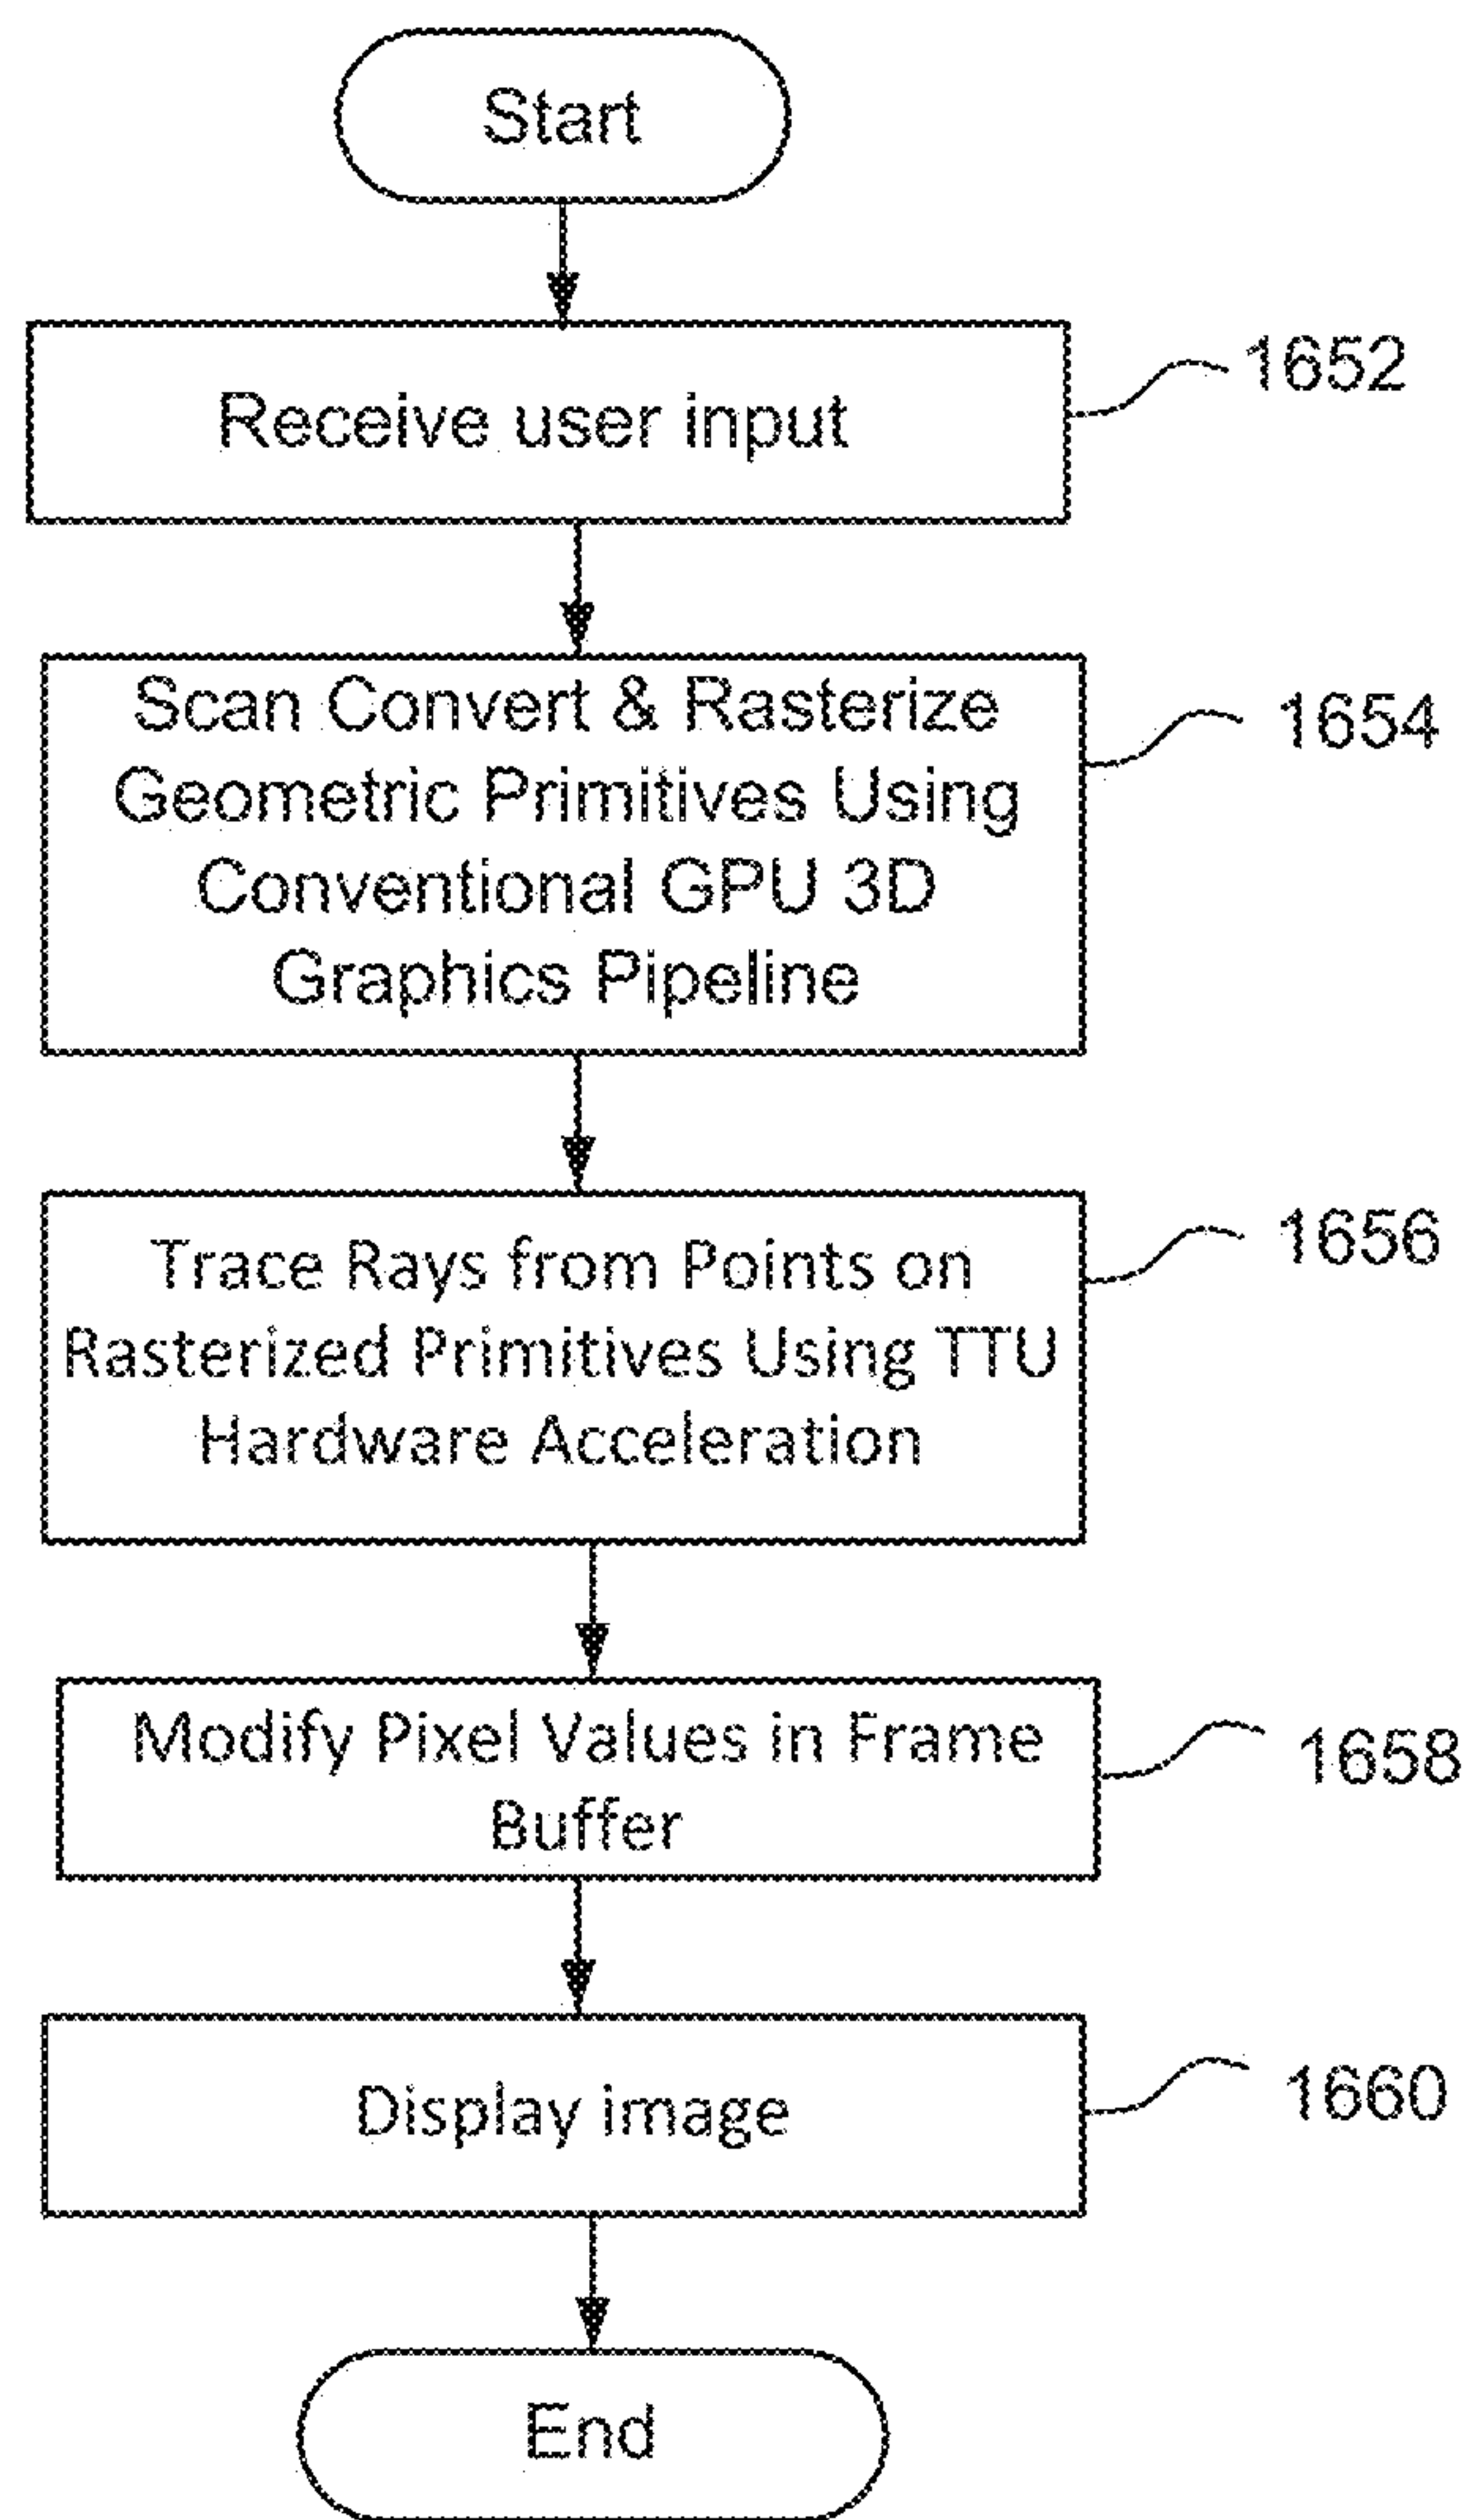 Start
Receive user input
1652
Scan Convert & Rasterize
Geometric Primitives Using
Conventional GPU 3D
Graphics Pipeline
1654
Trace Rays from Points on
Rasterized Primitives Using TTU
Hardware Acceleration
1656
Modify Pixel Values in Frame
Buffer
1658
Display image
1660
End